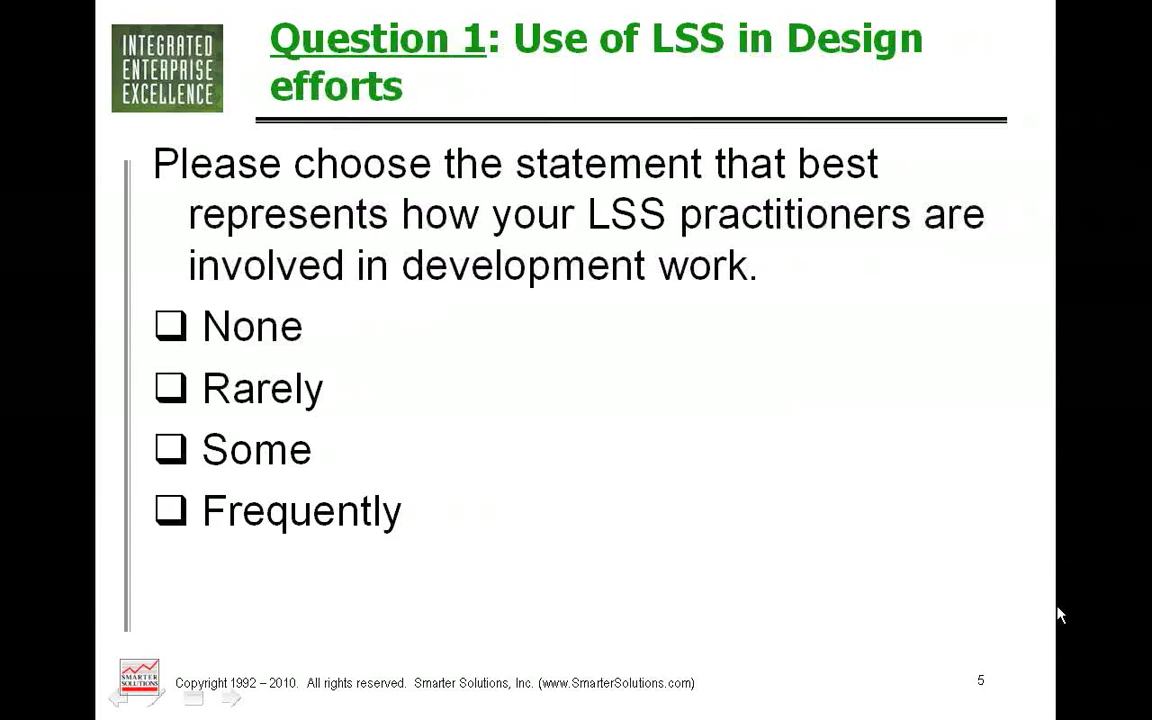 INTEGRATED
ENTERPRISE
EXCELLENCE
Question 1: Use of LSS in Design
efforts
Please choose the statement that best
represents how your LSS practitioners are
involved in development work.
None
Rarely
Some
Frequently
SMARTER
SOLUTIONS
Copyright 1992 – 2010. All rights reserved. Smarter Solutions, Inc. (www.SmarterSolutions.com)
5